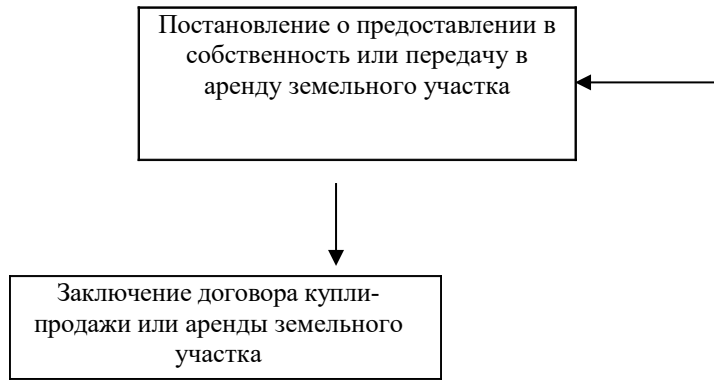 Постановление о предоставлении в
собственность или передачу в
аренду земельного участка
Заключение договора купли-
продажи или аренды земельного
участка